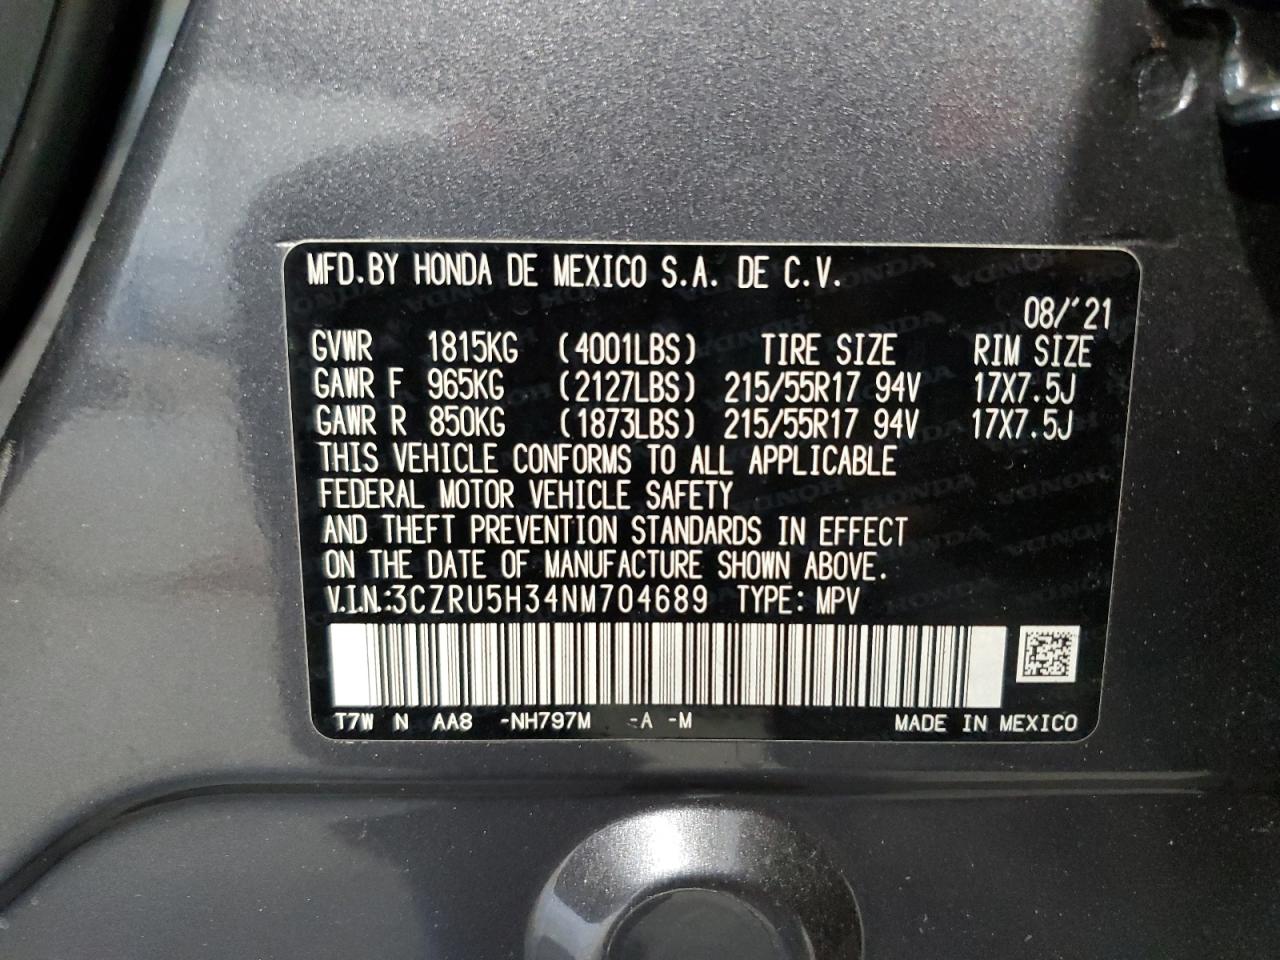 MFD.BY HONDA DE MEXICO S.A. DE C.V.
08/'21
GVWR 1815KG (4001LBS) TIRE SIZE RIM SIZE
GAWR F 965KG (2127LBS) 215/55R17 94V 17X7.5J
GAWR R 850KG (1873LBS) 215/55R17 94V 17X7.5J
THIS VEHICLE CONFORMS TO ALL APPLICABLE
FEDERAL MOTOR VEHICLE SAFETY
AND THEFT PREVENTION STANDARDS IN EFFECT
ON THE DATE OF MANUFACTURE SHOWN ABOVE.
V.I.N.:3CZRU5H34NM704689 TYPE: MPV
T7W N AA8 -NH797M -A -M MADE IN MEXICO